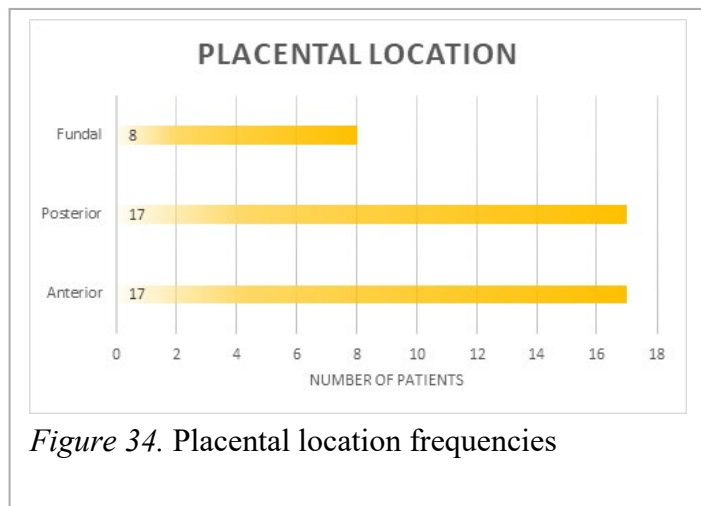 PLACENTAL LOCATION
Fundal 8
Posterior 17
Anterior 17
0 2 4 6 8 10 12 14 16 18
NUMBER OF PATIENTS
Figure 34. Placental location frequencies